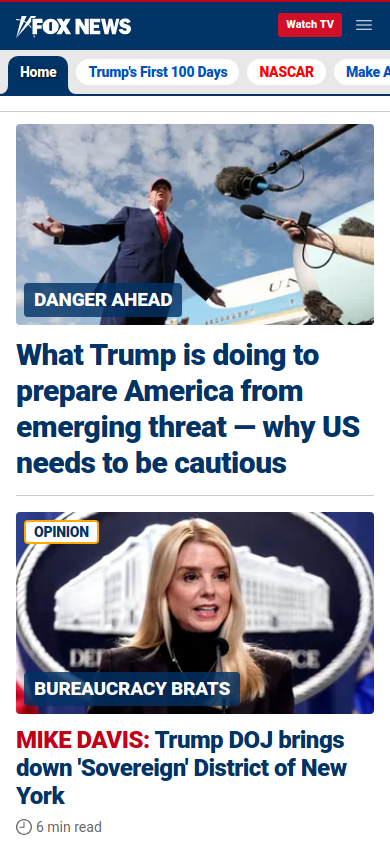 FOX NEWS
Watch TV
Home
Trump's First 100 Days
NASCAR
Make A
DANGER AHEAD
What Trump is doing to
prepare America from
emerging threat — why US
needs to be cautious
OPINION
BUREAUCRACY BRATS
MIKE DAVIS: Trump DOJ brings
down 'Sovereign' District of New
York
6 min read